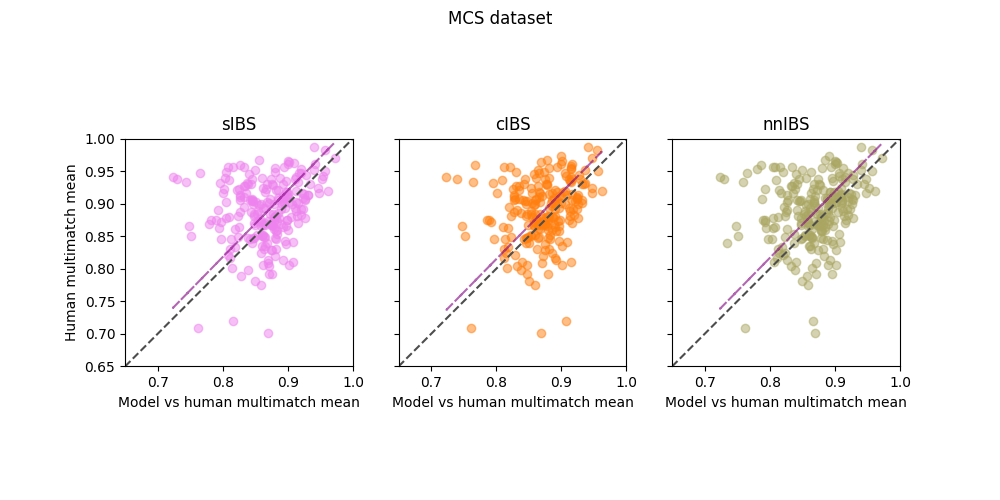 MCS dataset
sIBS
cIBS
nnIBS
Human multimatch mean
1.00
0.95
0.90
0.85
0.80
0.75
0.70
0.65
0.7 0.8 0.9 1.0
0.7 0.8 0.9 1.0
0.7 0.8 0.9 1.0
Model vs human multimatch mean
Model vs human multimatch mean
Model vs human multimatch mean